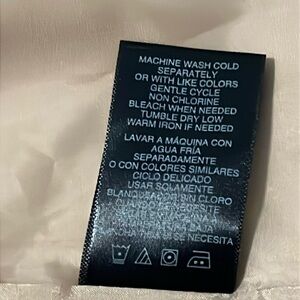 MACHINE WASH COLD
SEPARATELY
OR WITH LIKE COLORS
GENTLE CYCLE
NON CHLORINE
BLEACH WHEN NEEDED
TUMBLE DRY LOW
WARM IRON IF NEEDED
LAVAR A MÁQUINA CON
AGUA FRÍA
SEPARADAMENTE
O CON COLORES SIMILARES
CICLO DELICADO
USAR SOLAMENTE
BLANQUEADOR SIN CLORO
BAJA
SE NECESITA